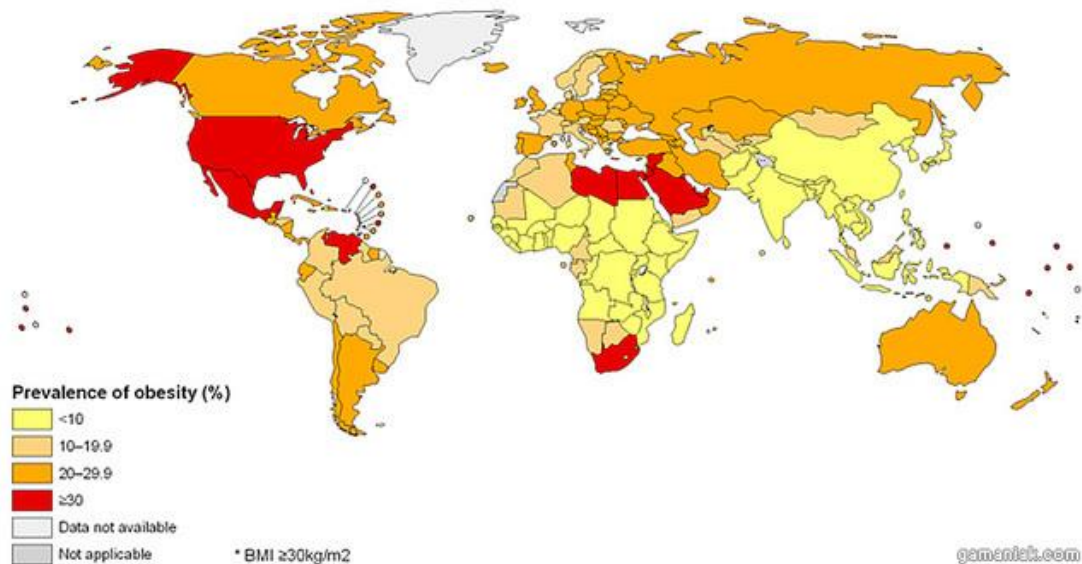 Prevalence of obesity (%)
<10
10–19.9
20–29.9
≥30
Data not available
Not applicable
* BMI ≥30kg/m2
gamaniak.com